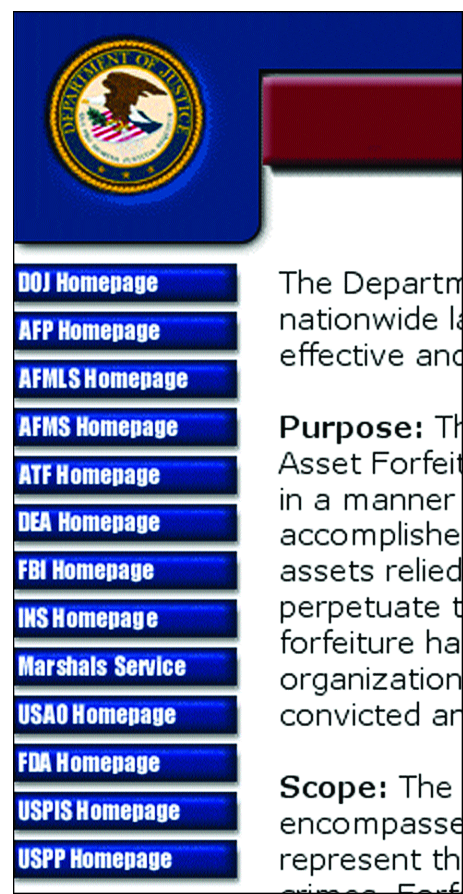 DEPARTMENT OF JUSTICE
DOJ Homepage
AFP Homepage
AFMLS Homepage
AFMS Homepage
ATF Homepage
DEA Homepage
FBI Homepage
INS Homepage
Marshals Service
USAO Homepage
FDA Homepage
USPIS Homepage
USPP Homepage
The Departm
nationwide la
effective and
Purpose: Th
Asset Forfeit
in a manner
accomplishe
assets relied
perpetuate t
forfeiture ha
organization
convicted an
Scope: The
encompasse
represent th
crimes. Forf